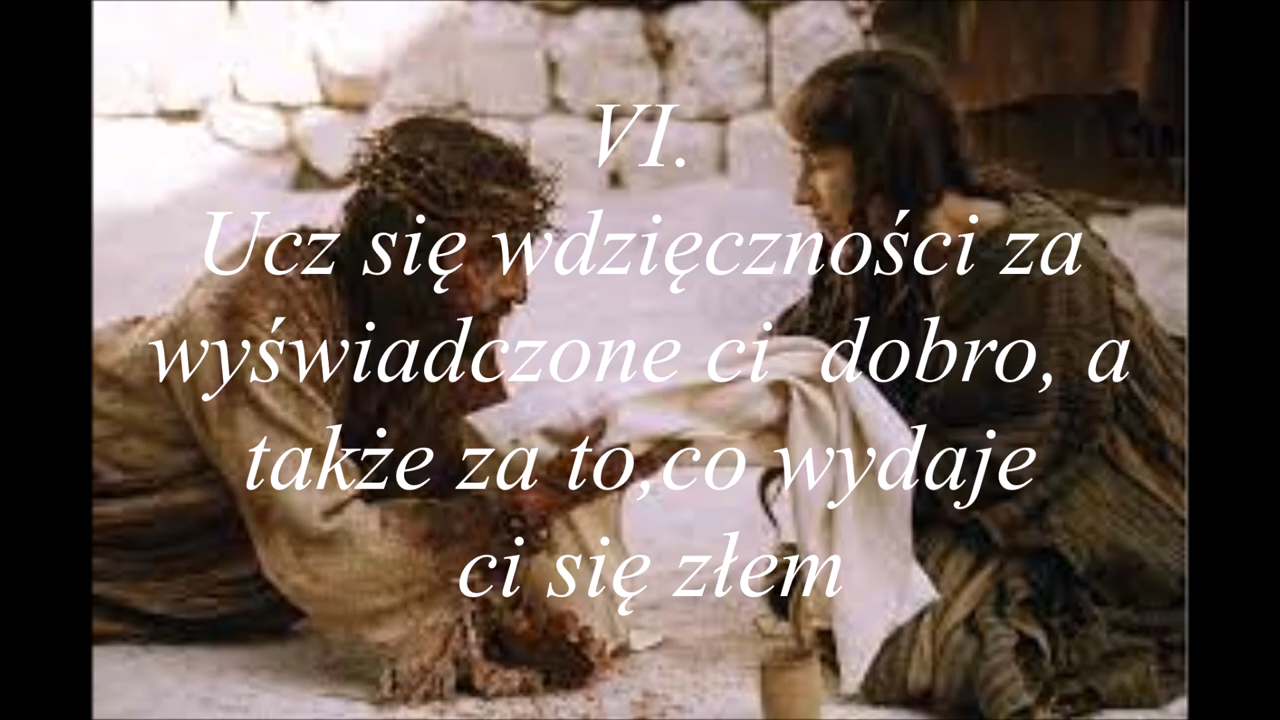 VI.
Ucz się wdzięczności za
wyświadczone ci  dobro, a
także za to,co wydaje
ci się złem